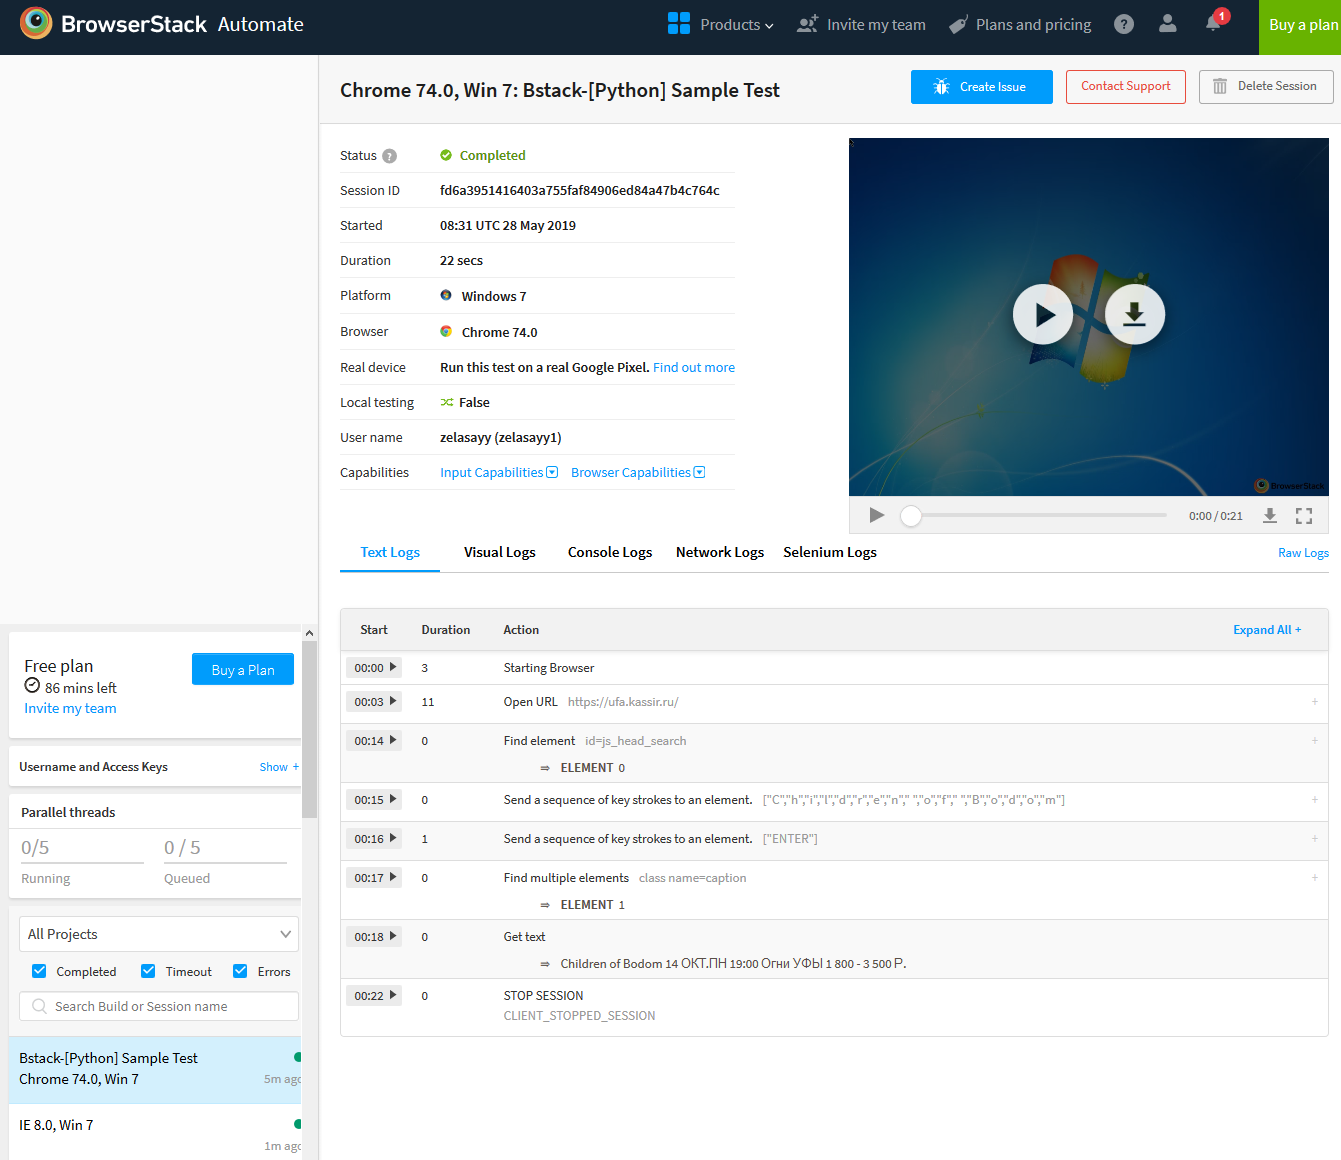 BrowserStack Automate
Products
Invite my team
Plans and pricing
?
1
Buy a plan
Chrome 74.0, Win 7: Bstack-[Python] Sample Test
Create Issue
Contact Support
Delete Session
Status ?
Completed
Session ID
fd6a3951416403a755faf84906ed84a47b4c764c
Started
08:31 UTC 28 May 2019
Duration
22 secs
Platform
Windows 7
Browser
Chrome 74.0
Real device
Run this test on a real Google Pixel. Find out more
Local testing
False
User name
zelasayy (zelasayy1)
Capabilities
Input Capabilities
Browser Capabilities
BrowserStack
0:00 / 0:21
Text Logs
Visual Logs
Console Logs
Network Logs
Selenium Logs
Raw Logs
Start
Duration
Action
Expand All +
00:00
3
Starting Browser
00:03
11
Open URL https://ufa.kassir.ru/
+
00:14
0
Find element id=js_head_search
+
⇒ ELEMENT 0
00:15
0
Send a sequence of key strokes to an element. ["C","h","i","l","d","r","e","n"," ","o","f"," ","B","o","d","o","m"]
+
00:16
1
Send a sequence of key strokes to an element. ["ENTER"]
+
00:17
0
Find multiple elements class name=caption
+
⇒ ELEMENT 1
00:18
0
Get text
⇒ Children of Bodom 14 ОКТ.ПН 19:00 Огни УФЫ 1 800 - 3 500 Р.
00:22
0
STOP SESSION
CLIENT_STOPPED_SESSION
Free plan
86 mins left
Invite my team
Buy a Plan
Username and Access Keys
Show +
Parallel threads
0/5
0 / 5
Running
Queued
All Projects
Completed
Timeout
Errors
Search Build or Session name
Bstack-[Python] Sample Test
Chrome 74.0, Win 7
5m ago
IE 8.0, Win 7
1m ago